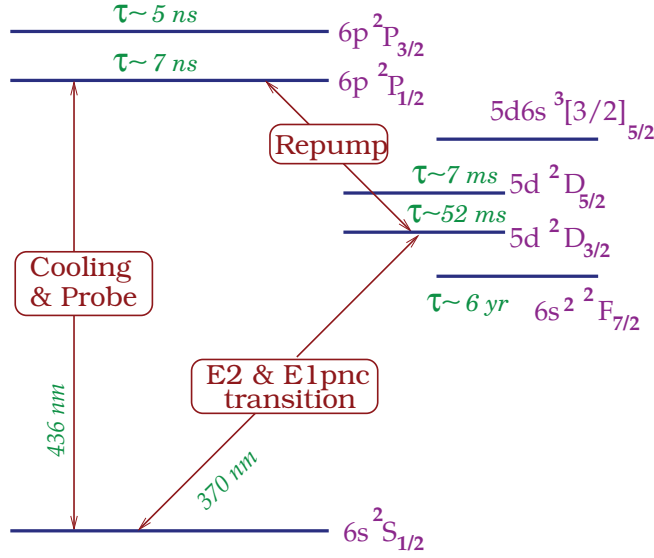 τ~ 5 ns
6p ²P3/2
τ~ 7 ns
6p ²P1/2
5d6s ³[3/2]5/2
Repump
τ~7 ms
5d ²D5/2
τ~52 ms
5d ²D3/2
Cooling
& Probe
τ~ 6 yr
6s² ²F7/2
E2 & E1pnc
transition
436 nm
370 nm
6s ²S1/2